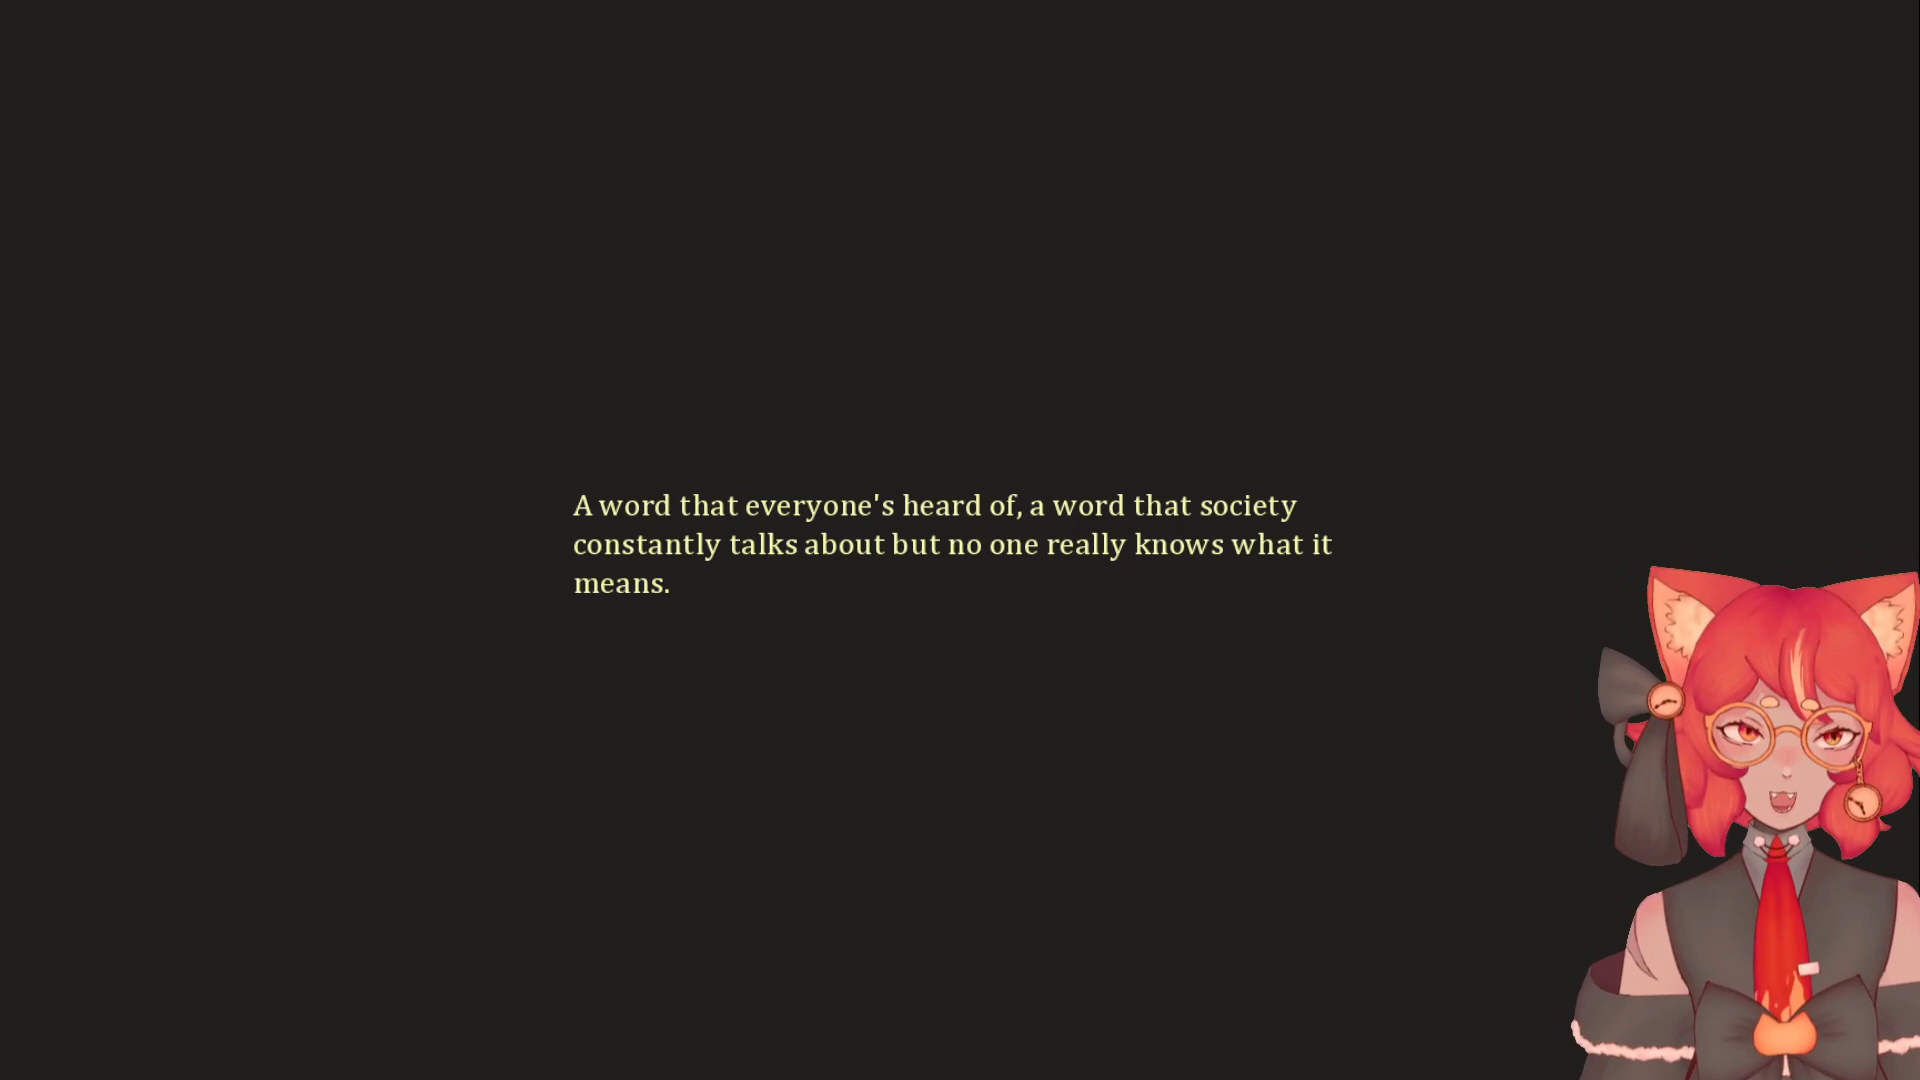 A word that everyone's heard of, a word that society
constantly talks about but no one really knows what it
means.